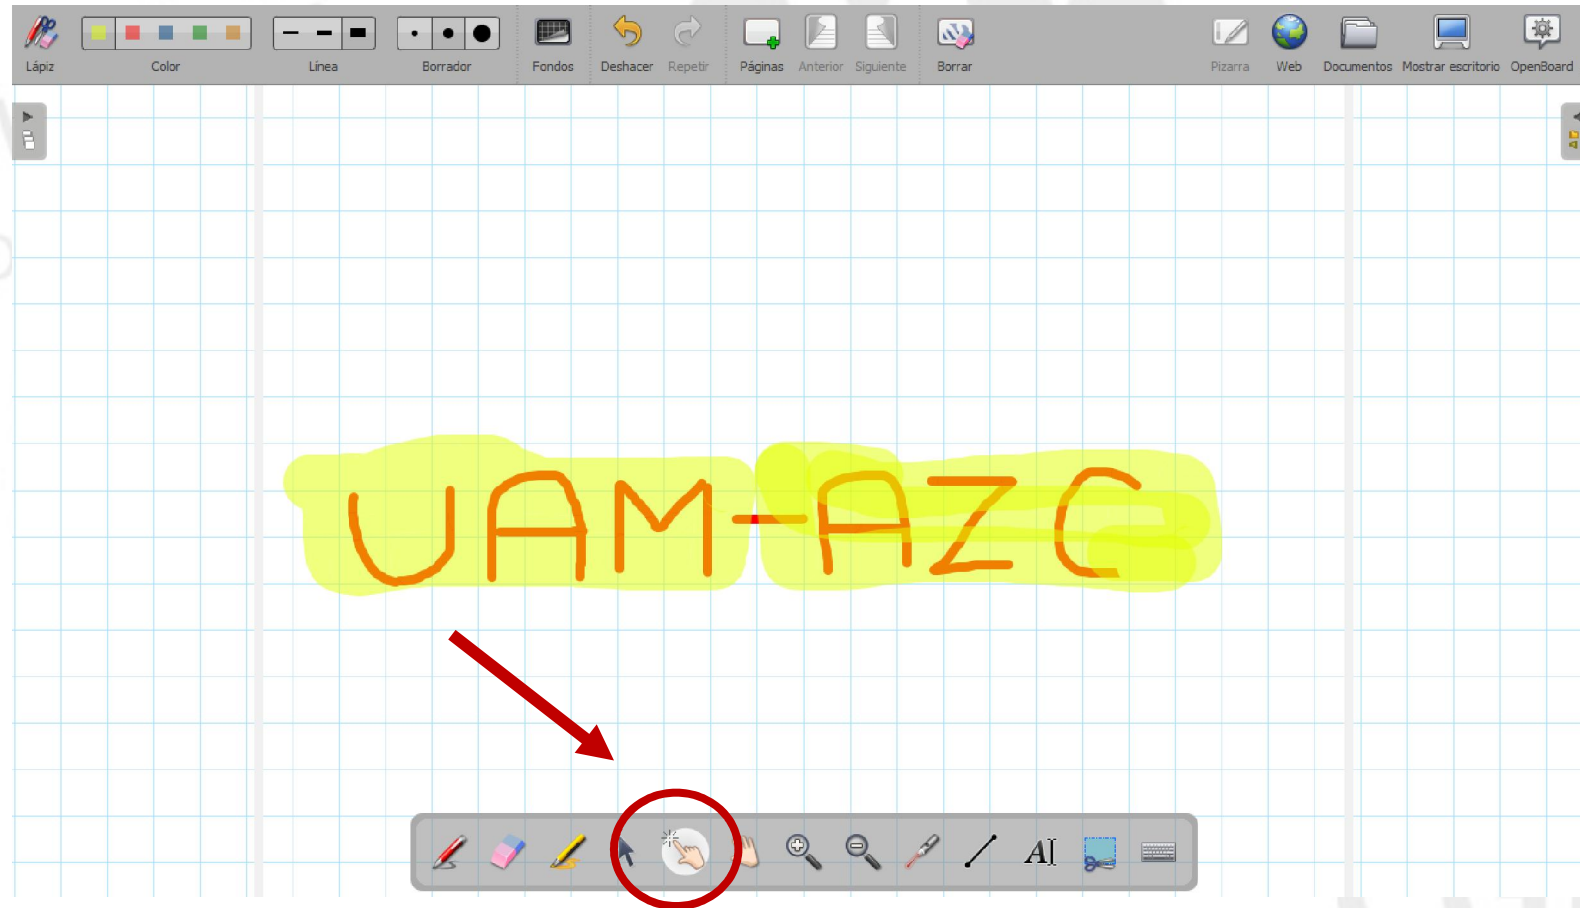 Lápiz Color Línea Borrador Fondos Deshacer Repetir Páginas Anterior Siguiente Borrar Pizarra Web Documentos Mostrar escritorio OpenBoard
UAM-AZC
AI